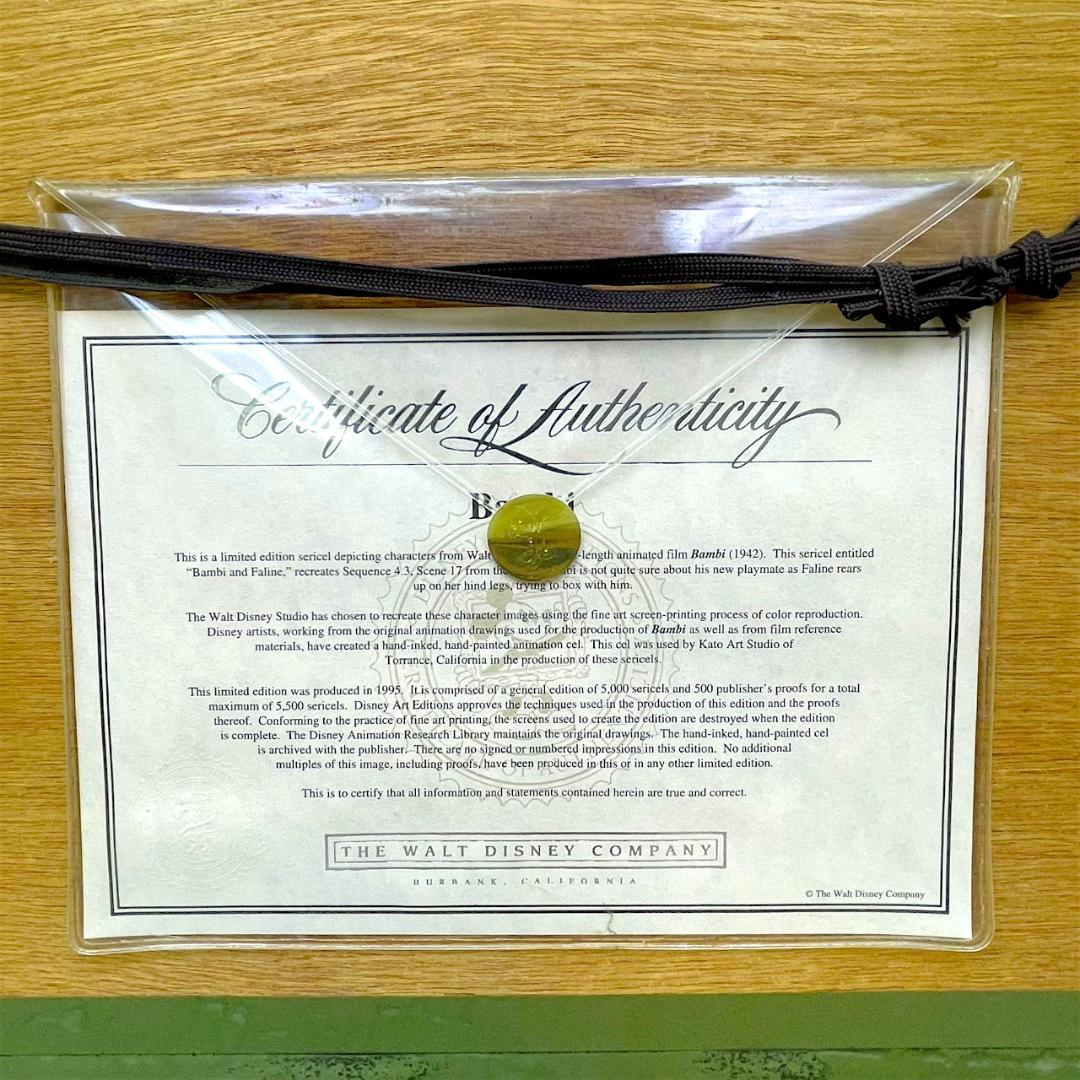 Certificate of Authenticity
Bambi
This is a limited edition sericel depicting characters from Walt -length animated film Bambi (1942). This sericel entitled
“Bambi and Faline,” recreates Sequence 4.3, Scene 17 from the bi is not quite sure about his new playmate as Faline rears
up on her hind legs, trying to box with him.
The Walt Disney Studio has chosen to recreate these character images using the fine art screen-printing process of color reproduction.
Disney artists, working from the original animation drawings used for the production of Bambi as well as from film reference
materials, have created a hand-inked, hand-painted animation cel. This cel was used by Kato Art Studio of
Torrance, California in the production of these sericels.
This limited edition was produced in 1995. It is comprised of a general edition of 5,000 sericels and 500 publisher's proofs for a total
maximum of 5,500 sericels. Disney Art Editions approves the techniques used in the production of this edition and the proofs
thereof. Conforming to the practice of fine art printing, the screens used to create the edition are destroyed when the edition
is complete. The Disney Animation Research Library maintains the original drawings. The hand-inked, hand-painted cel
is archived with the publisher. There are no signed or numbered impressions in this edition. No additional
multiples of this image, including proofs, have been produced in this or in any other limited edition.
This is to certify that all information and statements contained herein are true and correct.
THE WALT DISNEY COMPANY
BURBANK, CALIFORNIA
© The Walt Disney Company